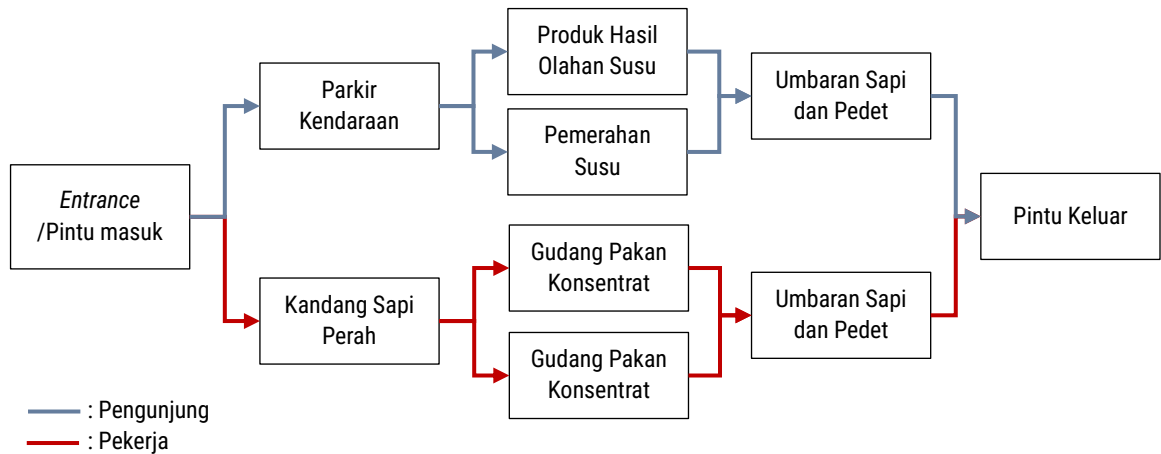 Entrance
/Pintu masuk
Parkir
Kendaraan
Produk Hasil
Olahan Susu
Pemerahan
Susu
Umbaran Sapi
dan Pedet
Kandang Sapi
Perah
Gudang Pakan
Konsentrat
Gudang Pakan
Konsentrat
Umbaran Sapi
dan Pedet
Pintu Keluar
: Pengunjung
: Pekerja